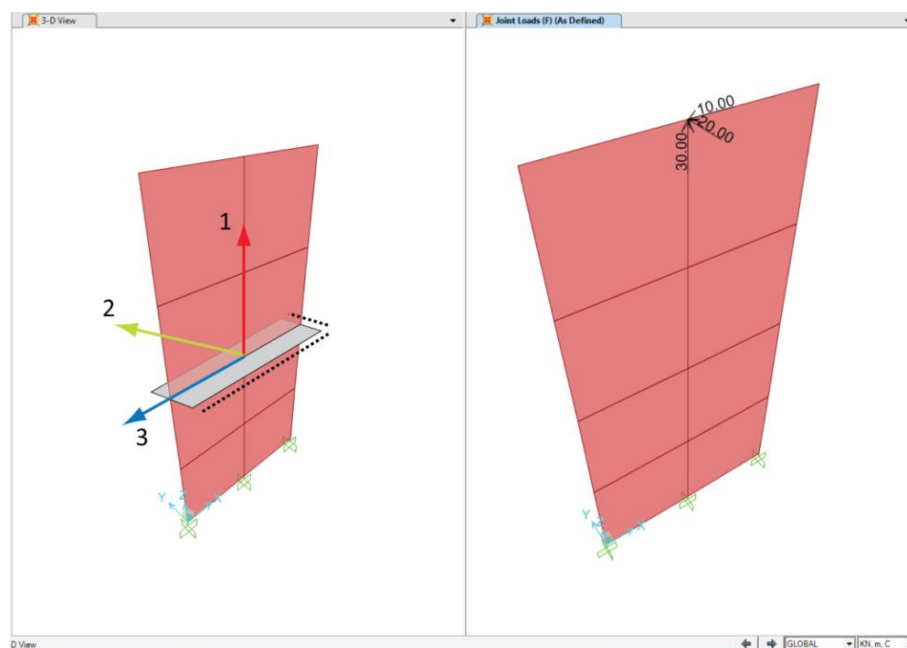 3-D View
Joint Loads (F) (As Defined)
1
2
3
Y
Z
X
10,00
20,00
30,00
Y
Z
X
D View
GLOBAL
KN, m, C